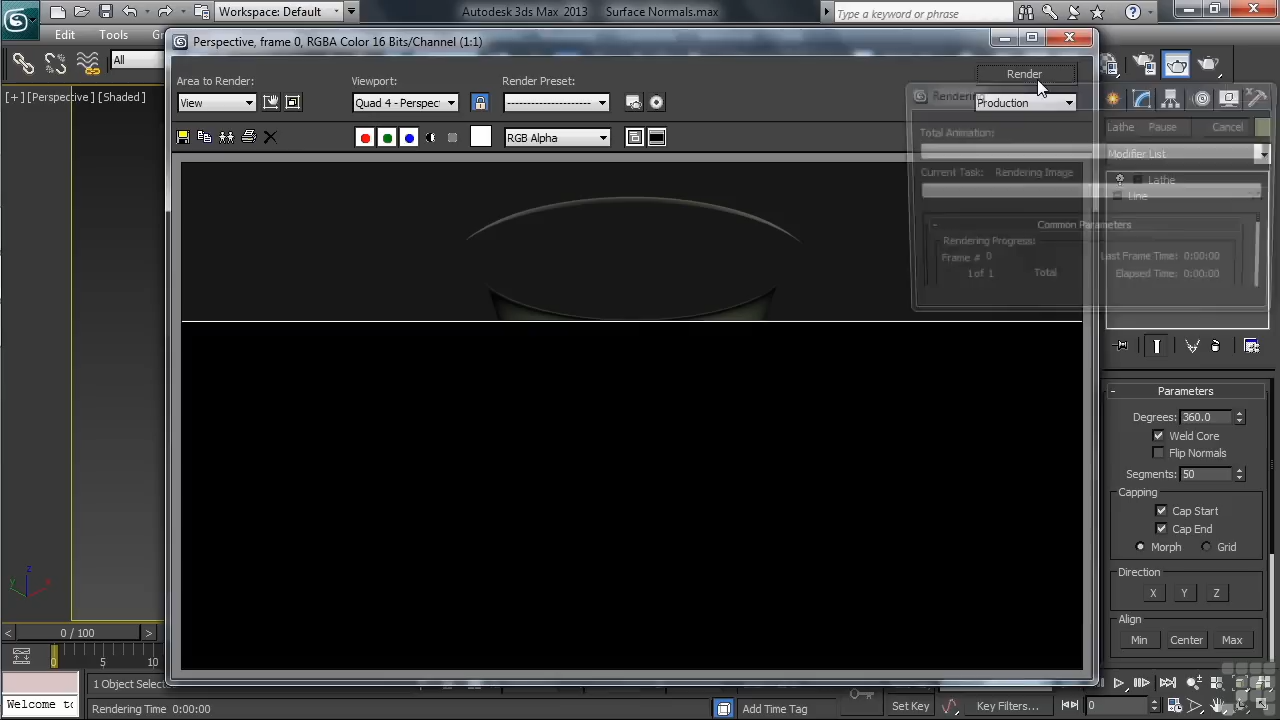 Workspace: Default
Autodesk 3ds Max 2013
Surface Normals.max
Type a keyword or phrase
Edit
Tools
All
[+] [Perspective] [Shaded]
Perspective, frame 0, RGBA Color 16 Bits/Channel (1:1)
Area to Render:
View
Viewport:
Quad 4 - Perspec
Render Preset:
Render
Production
RGB Alpha
Rendering
Total Animation:
Current Task: Rendering Image
Common Parameters
Rendering Progress:
Frame # 0
1 of 1 Total
Last Frame Time: 0:00:00
Elapsed Time: 0:00:00
Lathe
Pause
Cancel
Modifier List
Lathe
Line
Parameters
Degrees: 360.0
Weld Core
Flip Normals
Segments: 50
Capping
Cap Start
Cap End
Morph
Grid
Direction
X
Y
Z
Align
Min
Center
Max
z
y
x
< 0 / 100 >
0
5
10
1 Object Selec
Welcome to
Rendering Time 0:00:00
Add Time Tag
Set Key
Key Filters...
0